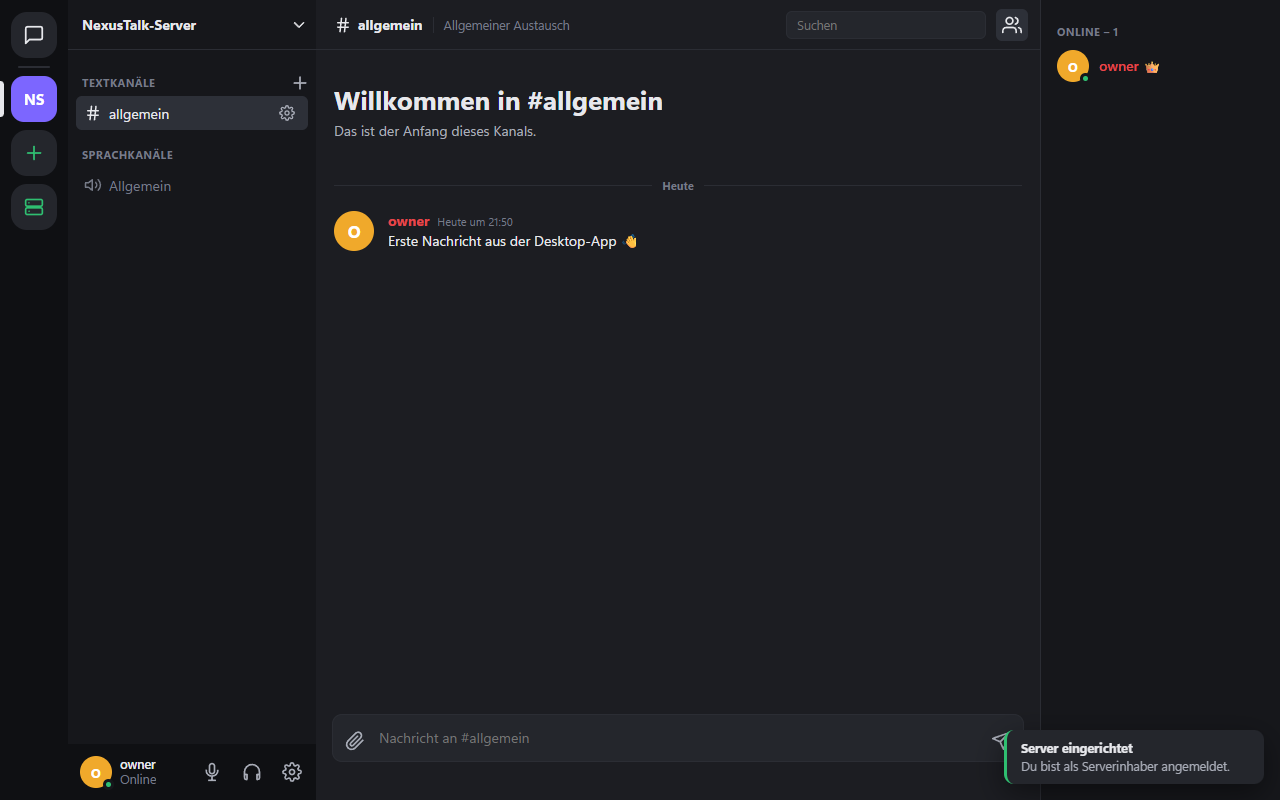 NS
NexusTalk-Server
TEXTKANÄLE
# allgemein
SPRACHKANÄLE
Allgemein
o
owner
Online
# allgemein
Allgemeiner Austausch
Suchen
Willkommen in #allgemein
Das ist der Anfang dieses Kanals.
Heute
o
owner Heute um 21:50
Erste Nachricht aus der Desktop-App 👋
Nachricht an #allgemein
ONLINE – 1
o
owner 👑
Server eingerichtet
Du bist als Serverinhaber angemeldet.